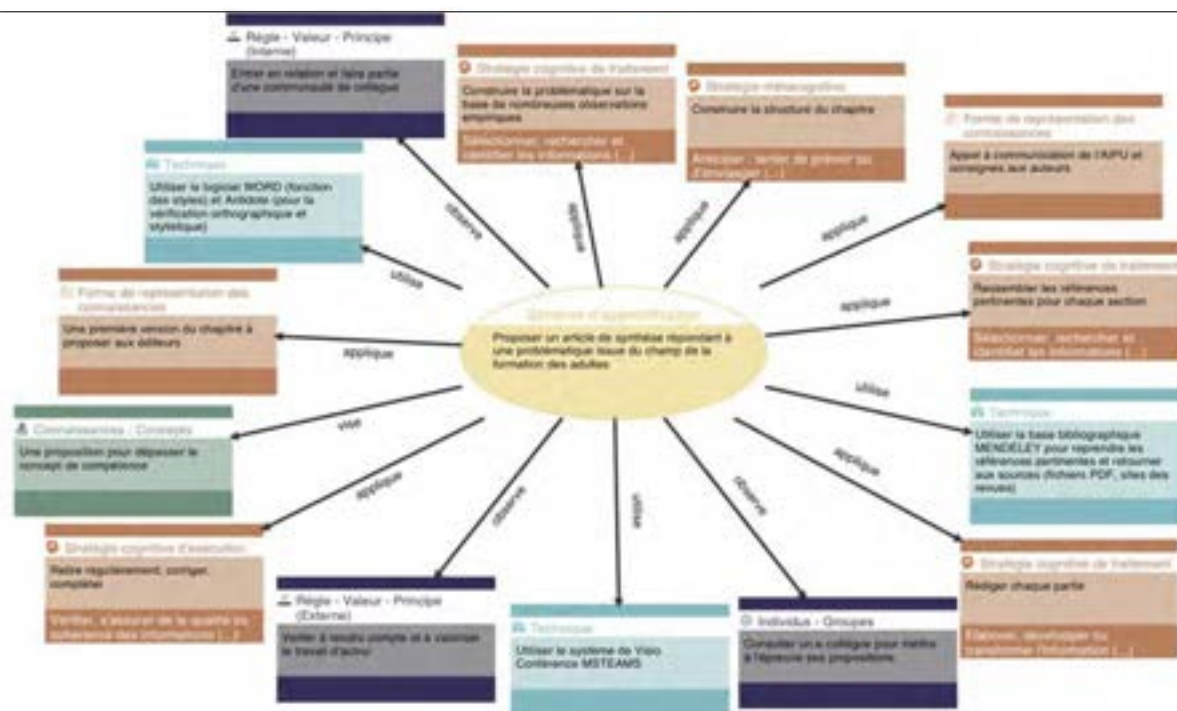 Règle - Valeur - Principe
(Interne)
Entrer en relation et faire partie
d'une communauté de collègue
observe
Stratégie cognitive de traitement
Construire la problématique sur la
base de nombreuses observations
empiriques
Sélectionner, rechercher et
identifier les informations (...)
applique
Stratégie métacognitive
Construire la structure du chapitre
Anticiper : tenter de prévoir ou
d'envisager (...)
applique
Forme de représentation des
connaissances
Appel à communication de l'AIPU et
consignes aux auteurs
applique
Technique
Utiliser le logiciel WORD (fonction
des styles) et Antidote (pour la
vérification orthographique et
stylistique)
utilise
Stratégie cognitive de traitement
Rassembler les références
pertinentes pour chaque section
Sélectionner, rechercher et
identifier les informations (...)
applique
Forme de représentation des
connaissances
Une première version du chapitre à
proposer aux éditeurs
applique
d'apprentissage
Proposer un article de synthèse répondant à
une problématique issue du champ de la
formation des adultes
Technique
Utiliser la base bibliographique
MENDELEY pour reprendre les
références pertinentes et retourner
aux sources (fichiers PDF, sites des
revues)
utilise
Connaissances - Concepts
Une proposition pour dépasser le
concept de compétence
vise
Stratégie cognitive d'exécution
Relire régulièrement, corriger,
compléter
Vérifier, s'assurer de la qualité ou
cohérence des informations (...)
applique
Règle - Valeur - Principe
(Externe)
Veiller à rendre compte et à valoriser
le travail d'autrui
observe
Technique
Utiliser le système de Visio
Conférence MSTEAMS
utilise
Individus - Groupes
Consulter un.e collègue pour mettre
à l'épreuve ses propositions.
observe
Stratégie cognitive de traitement
Rédiger chaque partie
Elaborer, développer ou
transformer l'information (...)
applique